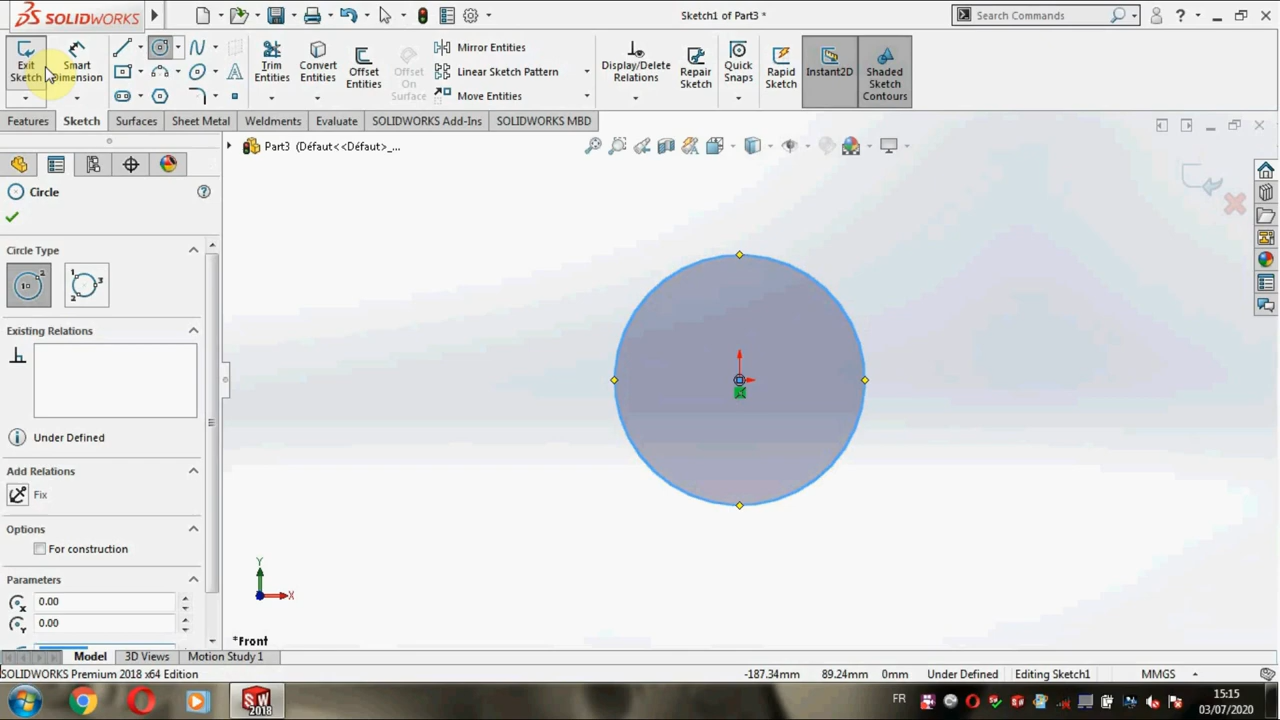 SOLIDWORKS
Sketch1 of Part3 *
Search Commands
Exit Sketch
Smart Dimension
Trim Entities
Convert Entities
Offset Entities
Offset On Surface
Mirror Entities
Linear Sketch Pattern
Move Entities
Display/Delete Relations
Repair Sketch
Quick Snaps
Rapid Sketch
Instant2D
Shaded Sketch Contours
Features
Sketch
Surfaces
Sheet Metal
Weldments
Evaluate
SOLIDWORKS Add-Ins
SOLIDWORKS MBD
Part3 (Défaut<<Défaut>_...
Circle
Circle Type
Existing Relations
Under Defined
Add Relations
Fix
Options
For construction
Parameters
0.00
0.00
Y
X
*Front
Model
3D Views
Motion Study 1
SOLIDWORKS Premium 2018 x64 Edition
-187.34mm
89.24mm
0mm
Under Defined
Editing Sketch1
MMGS
SW
2018
FR
15:15
03/07/2020